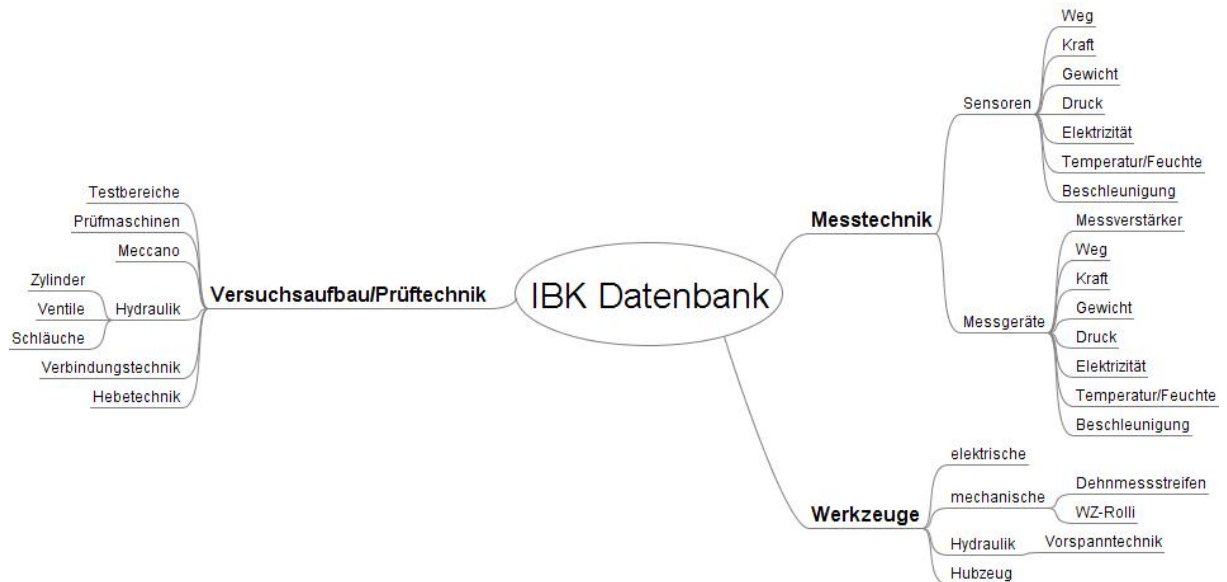 IBK Datenbank
Messtechnik
Sensoren
Weg
Kraft
Gewicht
Druck
Elektrizität
Temperatur/Feuchte
Beschleunigung
Messgeräte
Messverstärker
Weg
Kraft
Gewicht
Druck
Elektrizität
Temperatur/Feuchte
Beschleunigung
Werkzeuge
elektrische
mechanische
Dehnmessstreifen
WZ-Rolli
Hydraulik
Vorspanntechnik
Hubzeug
Versuchsaufbau/Prüftechnik
Testbereiche
Prüfmaschinen
Meccano
Hydraulik
Zylinder
Ventile
Schläuche
Verbindungstechnik
Hebetechnik